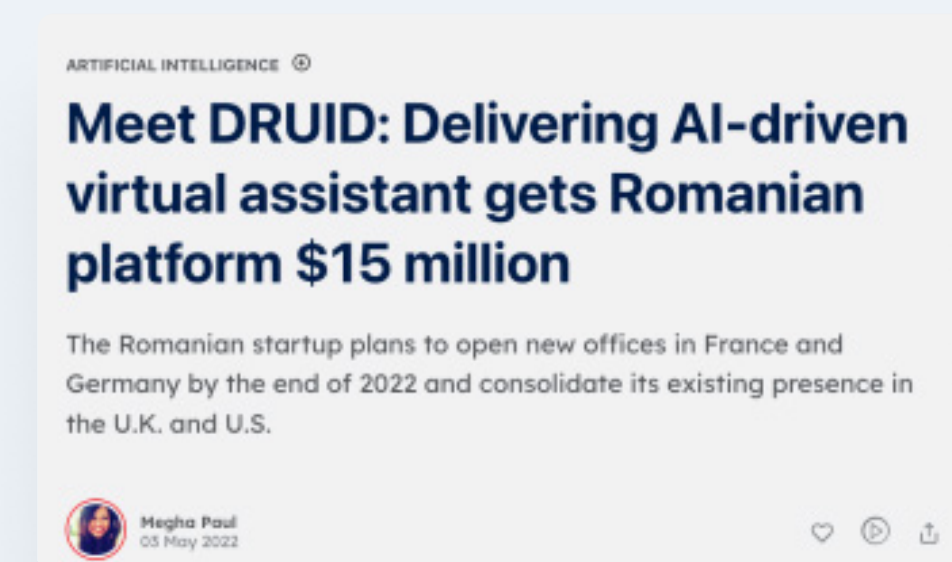 ARTIFICIAL INTELLIGENCE
Meet DRUID: Delivering AI-driven
virtual assistant gets Romanian
platform $15 million
The Romanian startup plans to open new offices in France and
Germany by the end of 2022 and consolidate its existing presence in
the U.K. and U.S.
Megha Paul
03 May 2022